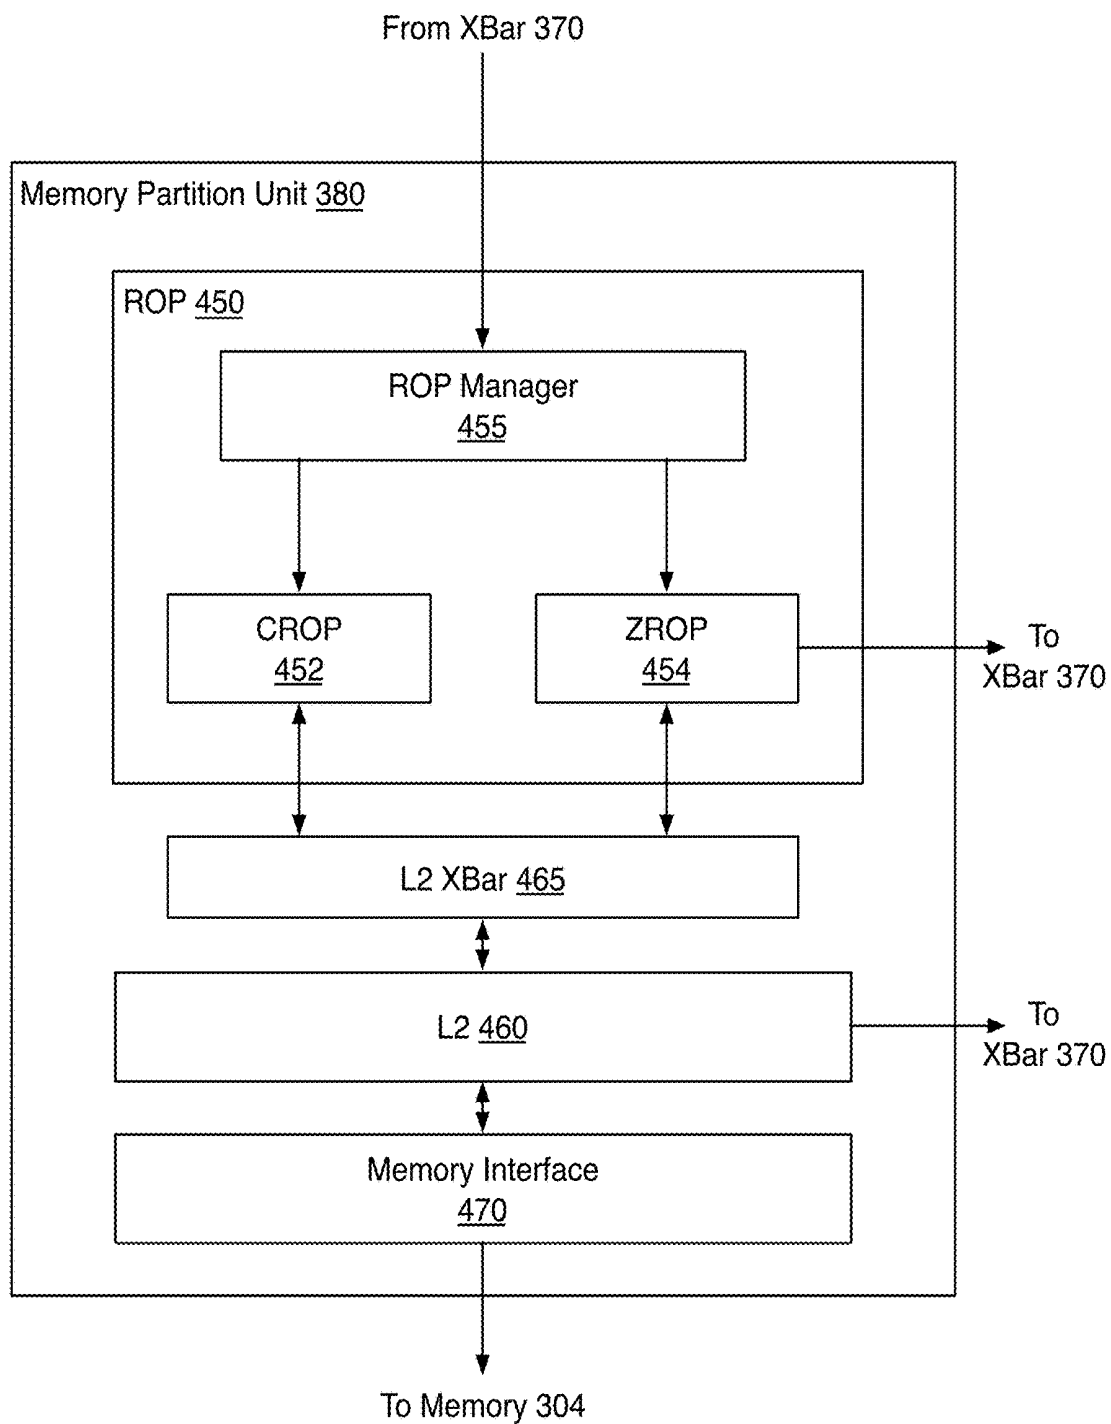 From XBar 370
Memory Partition Unit 380
ROP 450
ROP Manager
455
CROP
452
ZROP
454
To
XBar 370
L2 XBar 465
L2 460
To
XBar 370
Memory Interface
470
To Memory 304